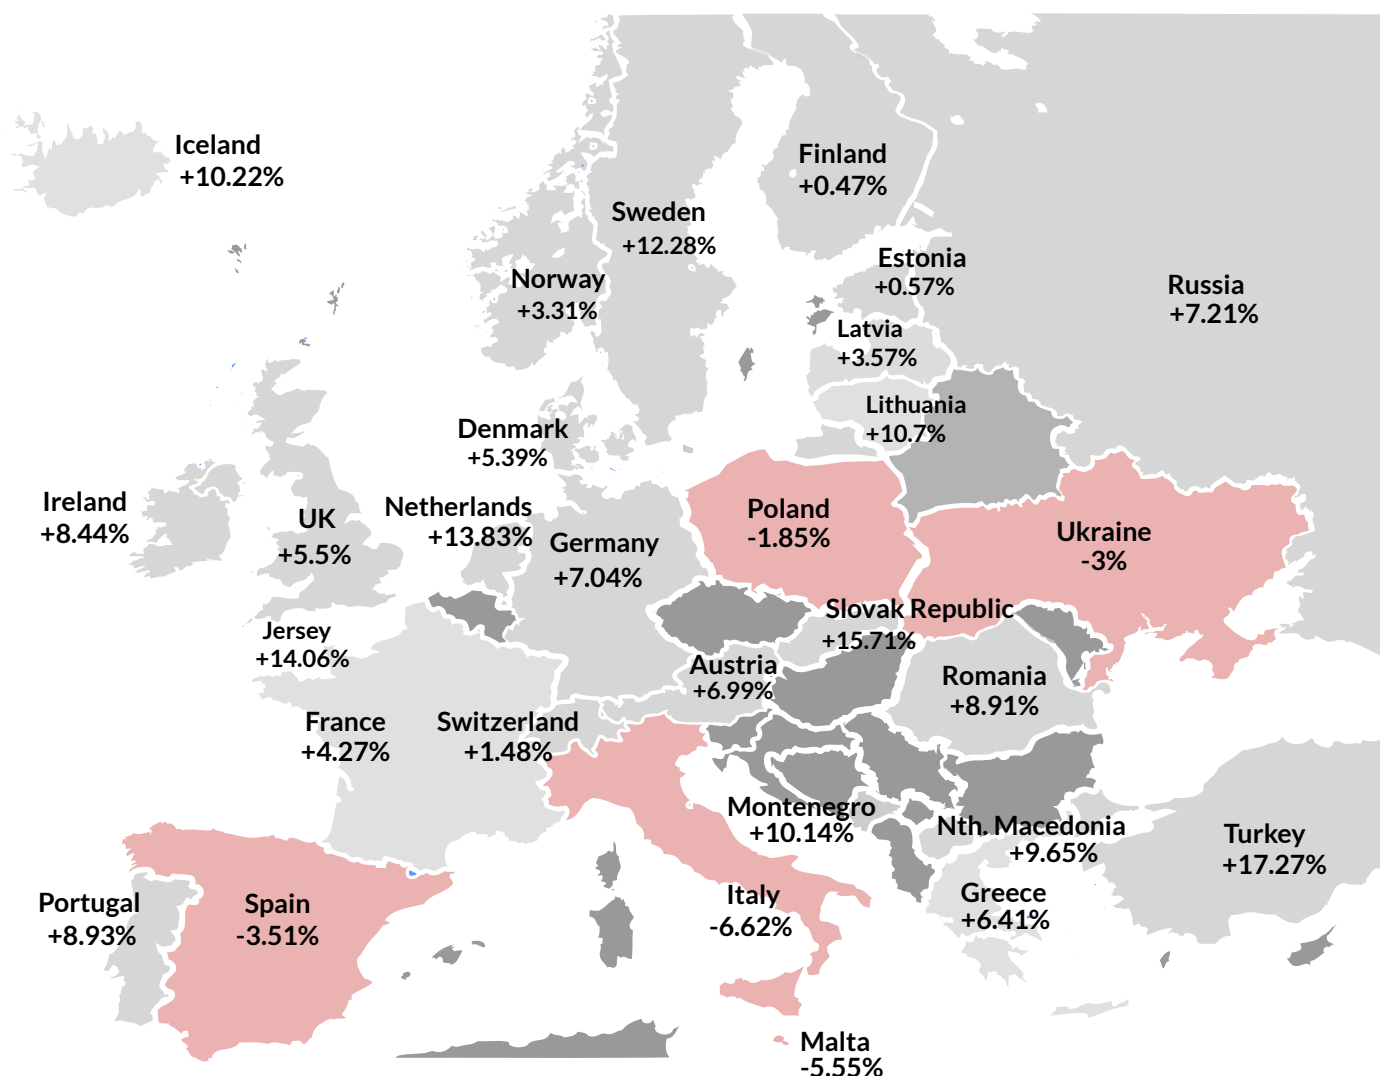 Iceland
+10.22%
Finland
+0.47%
Sweden
+12.28%
Estonia
+0.57%
Norway
+3.31%
Russia
+7.21%
Latvia
+3.57%
Lithuania
+10.7%
Denmark
+5.39%
Ireland
+8.44%
UK
+5.5%
Netherlands
+13.83%
Germany
+7.04%
Poland
-1.85%
Ukraine
-3%
Slovak Republic
+15.71%
Jersey
+14.06%
Austria
+6.99%
Romania
+8.91%
France
+4.27%
Switzerland
+1.48%
Montenegro
+10.14%
Nth. Macedonia
+9.65%
Turkey
+17.27%
Portugal
+8.93%
Spain
-3.51%
Italy
-6.62%
Greece
+6.41%
Malta
-5.55%